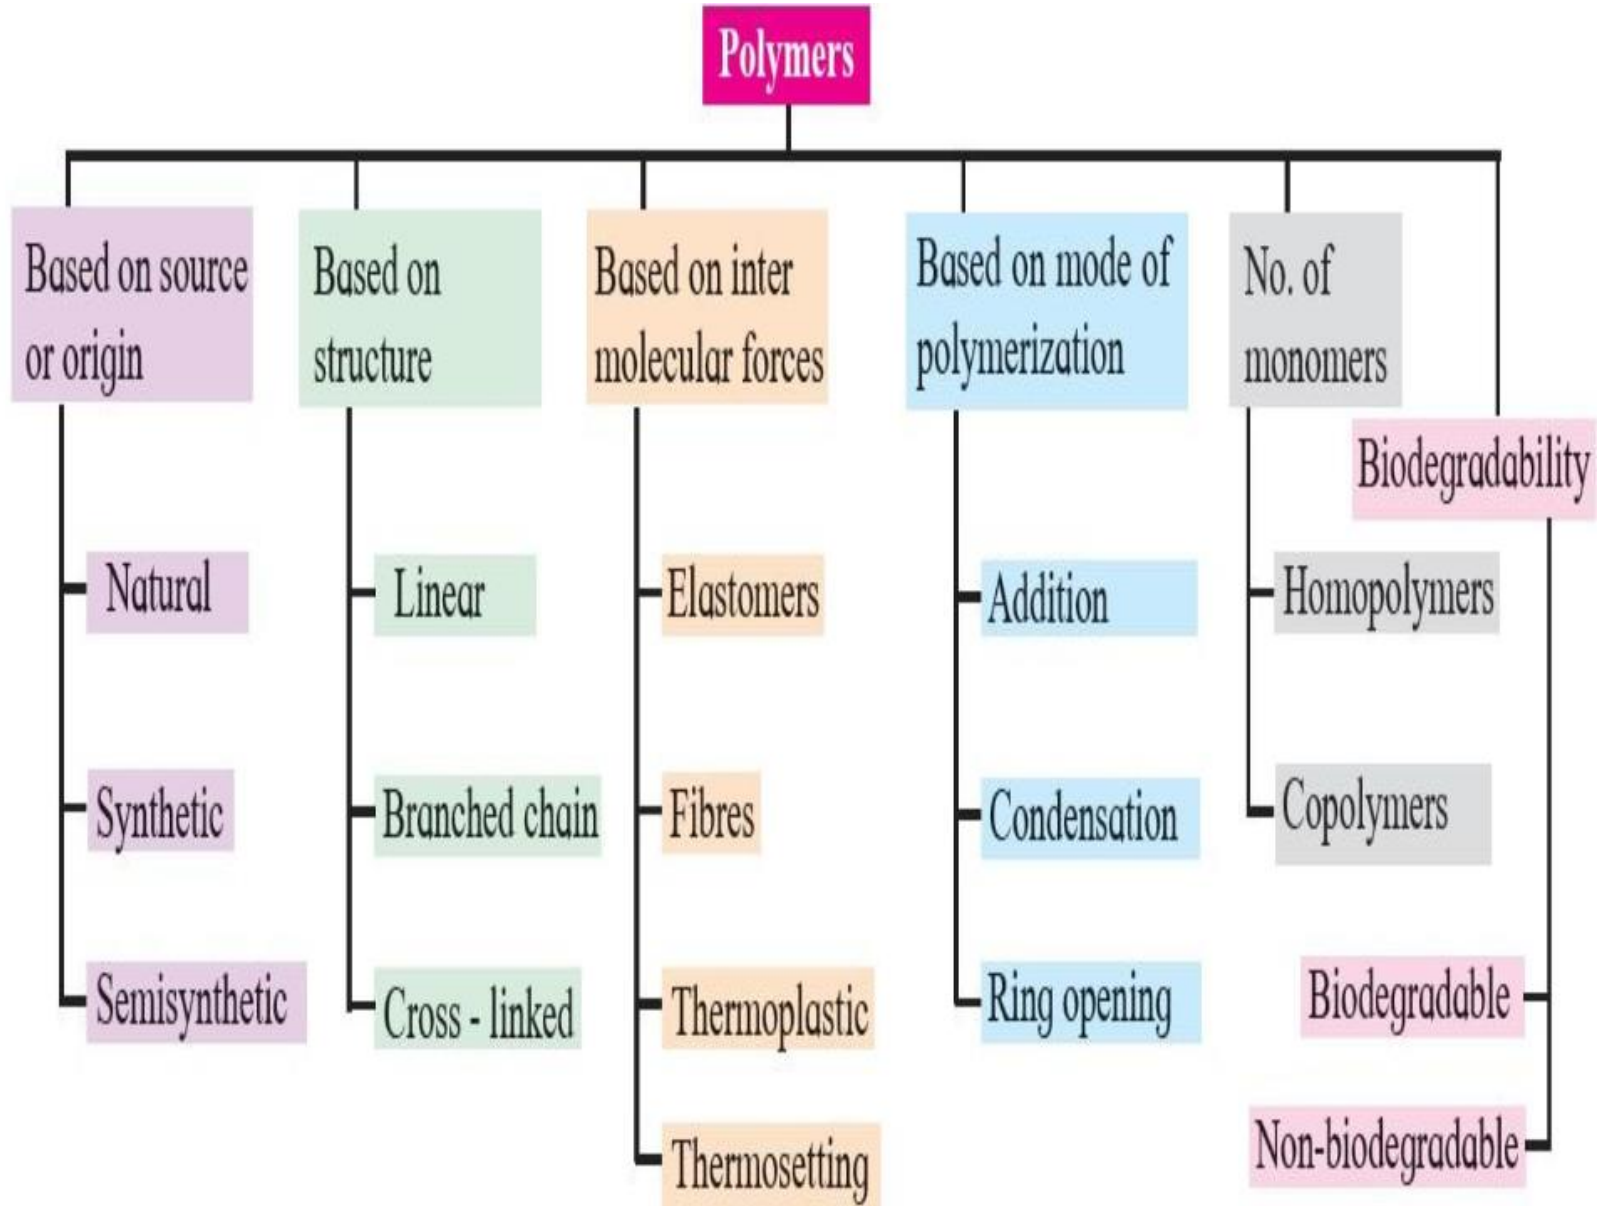 Polymers
Based on source
or origin
Natural
Synthetic
Semisynthetic
Based on
structure
Linear
Branched chain
Cross - linked
Based on inter
molecular forces
Elastomers
Fibres
Thermoplastic
Thermosetting
Based on mode of
polymerization
Addition
Condensation
Ring opening
No. of
monomers
Homopolymers
Copolymers
Biodegradability
Biodegradable
Non-biodegradable